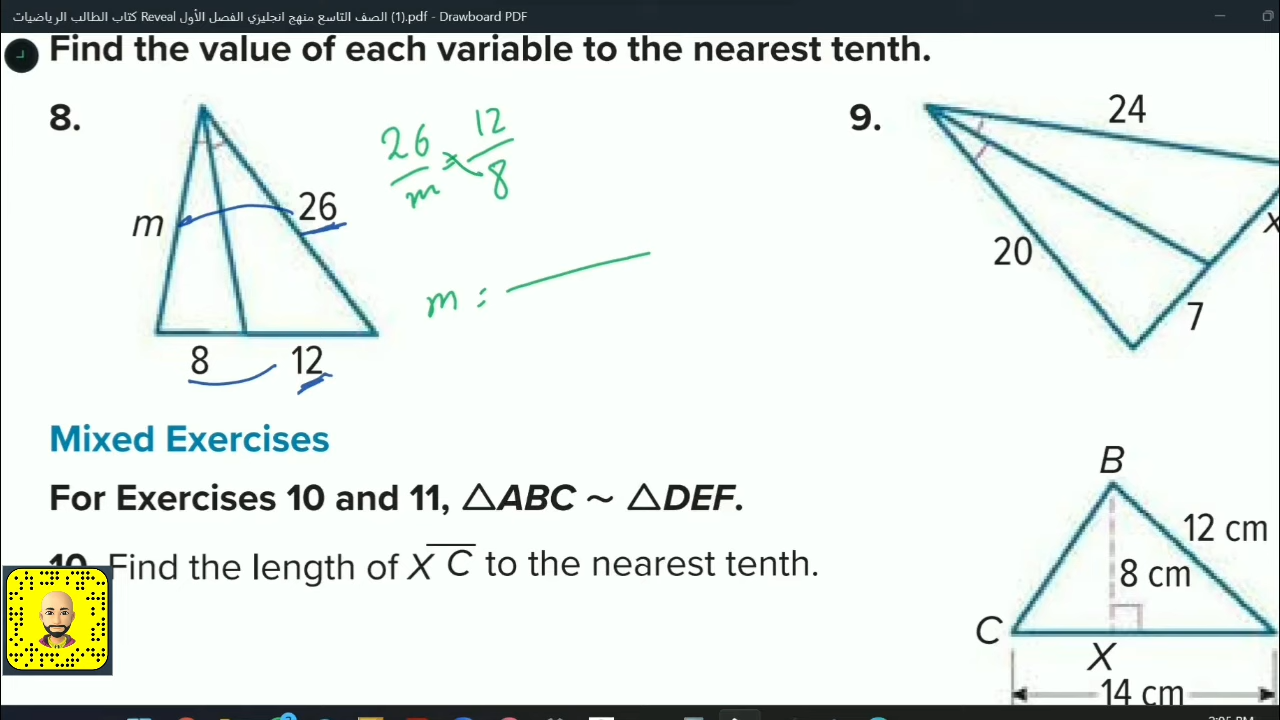 كتاب الطالب الرياضيات Reveal الصف التاسع منهج انجليزي الفصل الأول (1).pdf - Drawboard PDF
Find the value of each variable to the nearest tenth.
8.
m
26
8
12
26/m = 12/8
m =
9.
24
20
x
7
Mixed Exercises
For Exercises 10 and 11, △ABC ~ △DEF.
10. Find the length of X̅C̅ to the nearest tenth.
B
12 cm
8 cm
C
X
14 cm